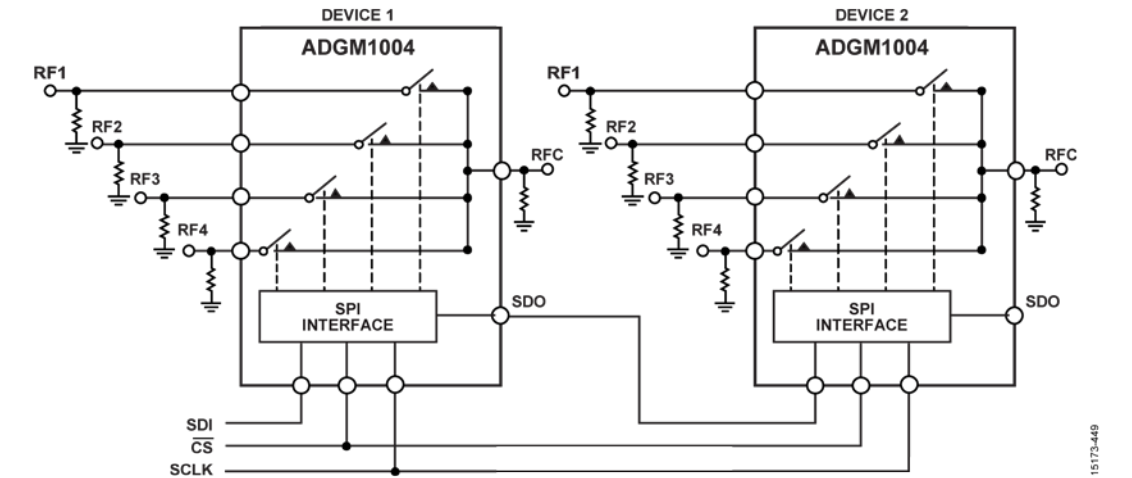 DEVICE 1
DEVICE 2
ADGM1004
ADGM1004
RF1
RF1
RF2
RF2
RFC
RFC
RF3
RF3
RF4
RF4
SPI
INTERFACE
SDO
SPI
INTERFACE
SDO
SDI
CS
SCLK
15173-449